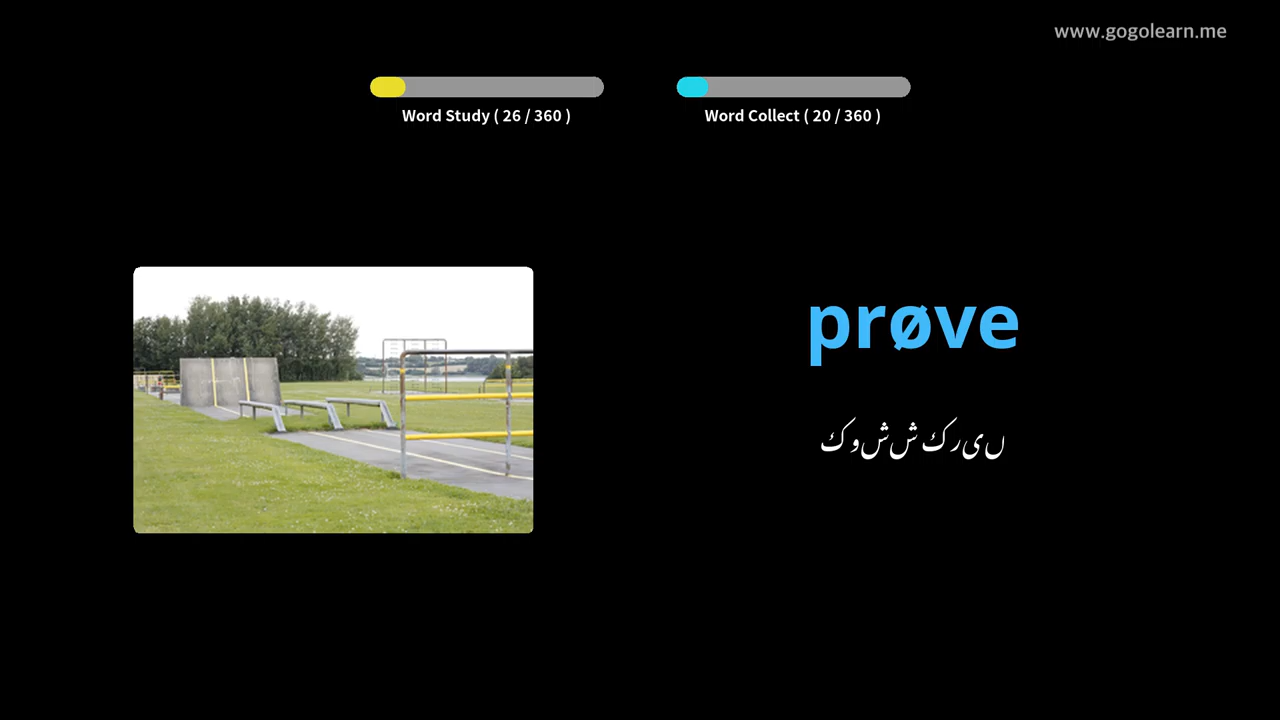 www.gogolearn.me
Word Study ( 26 / 360 )
Word Collect ( 20 / 360 )
prøve
کوشش کریں